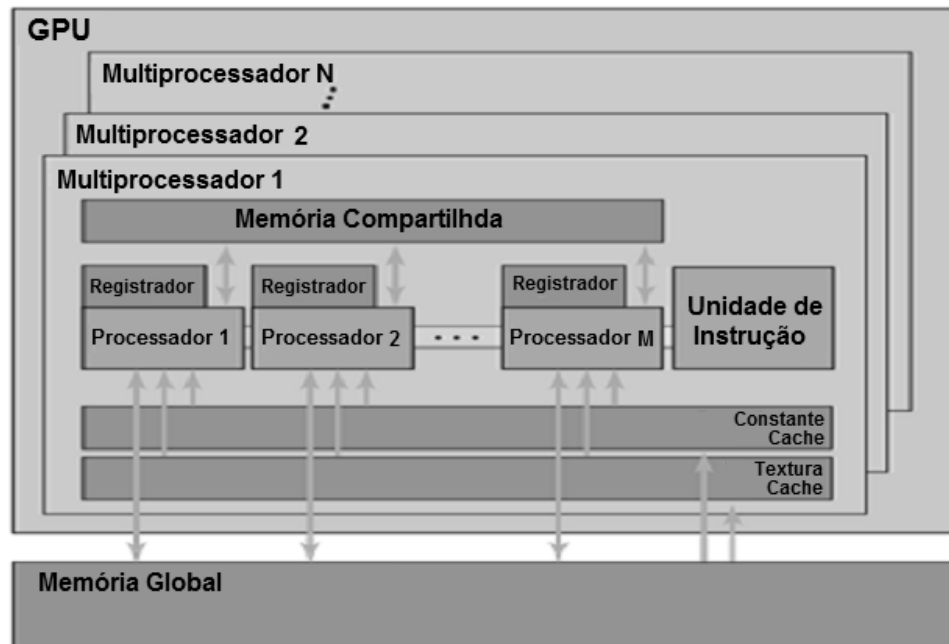 GPU
Multiprocessador N
Multiprocessador 2
Multiprocessador 1
Memória Compartilhda
Registrador
Registrador
Registrador
Processador 1
Processador 2
Processador M
Unidade de
Instrução
Constante
Cache
Textura
Cache
Memória Global